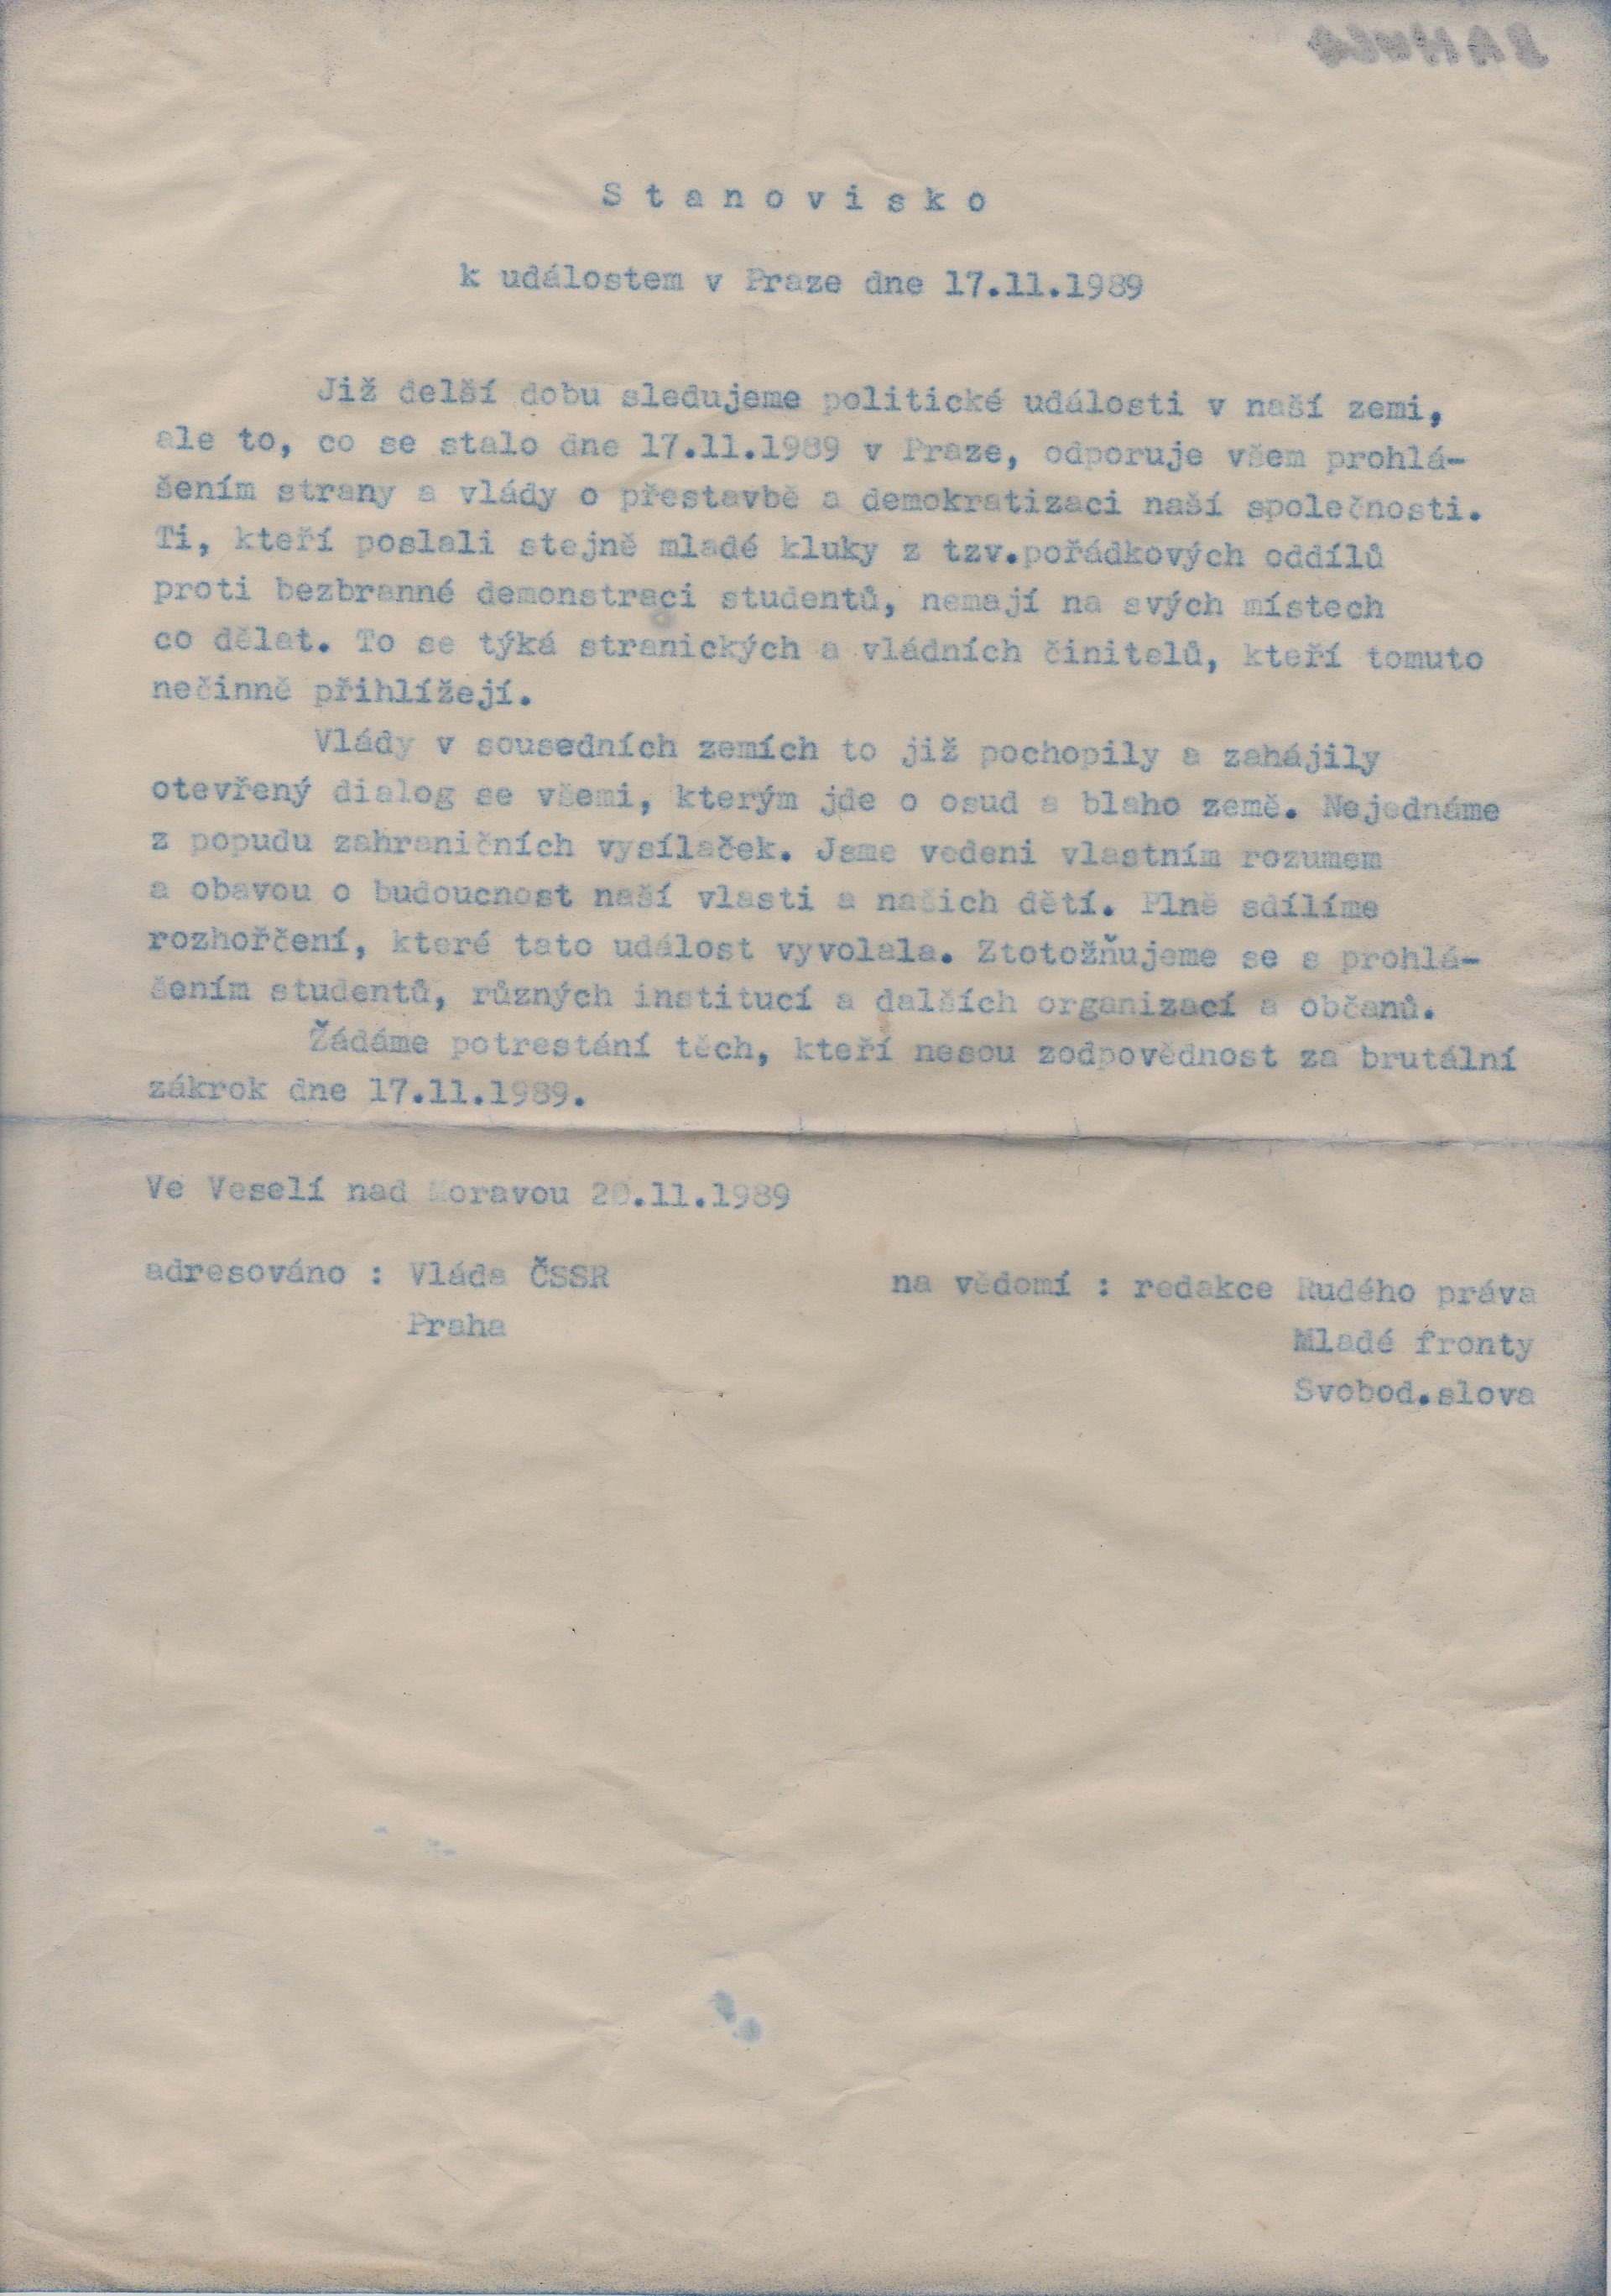 S t a n o v i s k o
k událostem v Praze dne 17.11.1989
Již delší dobu sledujeme politické události v naší zemi,
ale to, co se stalo dne 17.11.1989 v Praze, odporuje všem prohlá-
šením strany a vlády o přestavbě a demokratizaci naší společnosti.
Ti, kteří poslali stejně mladé kluky z tzv.pořádkových oddílů
proti bezbranné demonstraci studentů, nemají na svých místech
co dělat. To se týká stranických a vládních činitelů, kteří tomuto
nečinně přihlížejí.
Vlády v sousedních zemích to již pochopily a zahájily
otevřený dialog se všemi, kterým jde o osud a blaho země. Nejednáme
z popudu zahraničních vysílaček. Jsme vedeni vlastním rozumem
a obavou o budoucnost naší vlasti a našich dětí. Plně sdílíme
rozhořčení, které tato událost vyvolala. Ztotožňujeme se s prohlá-
šením studentů, různých institucí a dalších organizací a občanů.
Žádáme potrestání těch, kteří nesou zodpovědnost za brutální
zákrok dne 17.11.1989.
Ve Veselí nad Moravou 20.11.1989
adresováno : Vláda ČSSR na vědomí : redakce Rudého práva
Praha Mladé fronty
Svobod.slova